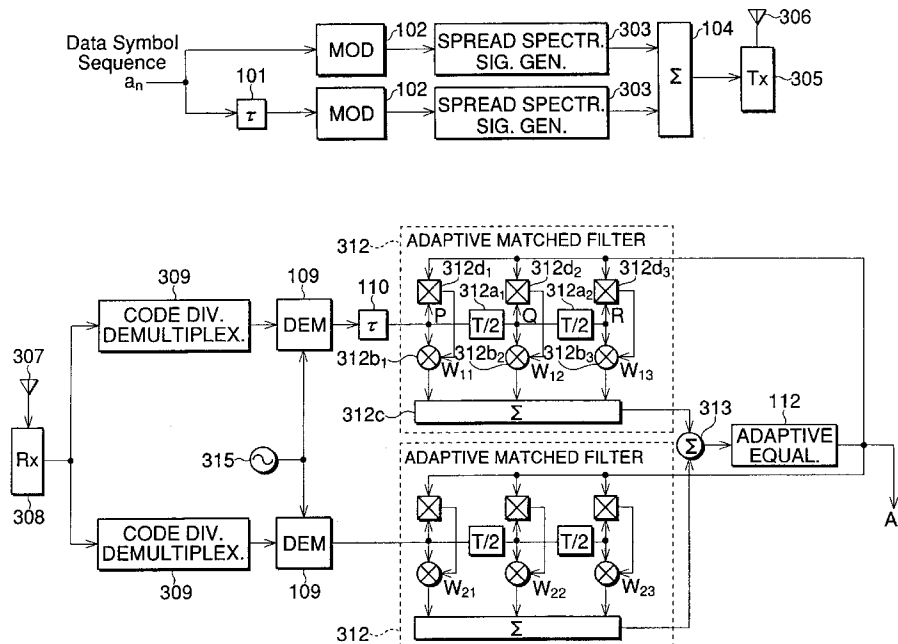 Data Symbol
Sequence
an
101
τ
102
MOD
303
SPREAD SPECTR.
SIG. GEN.
104
Σ
306
Tx
305
102
MOD
303
SPREAD SPECTR.
SIG. GEN.
312
ADAPTIVE MATCHED FILTER
312d1
312d2
312d3
309
CODE DIV.
DEMULTIPLEX.
109
DEM
110
τ
312a1
312a2
P
T/2
Q
T/2
R
312b1
312b2
312b3
W11
W12
W13
312c
Σ
307
Rx
308
315
313
Σ
112
ADAPTIVE
EQUAL.
A
ADAPTIVE MATCHED FILTER
CODE DIV.
DEMULTIPLEX.
309
DEM
109
T/2
T/2
W21
W22
W23
312
Σ